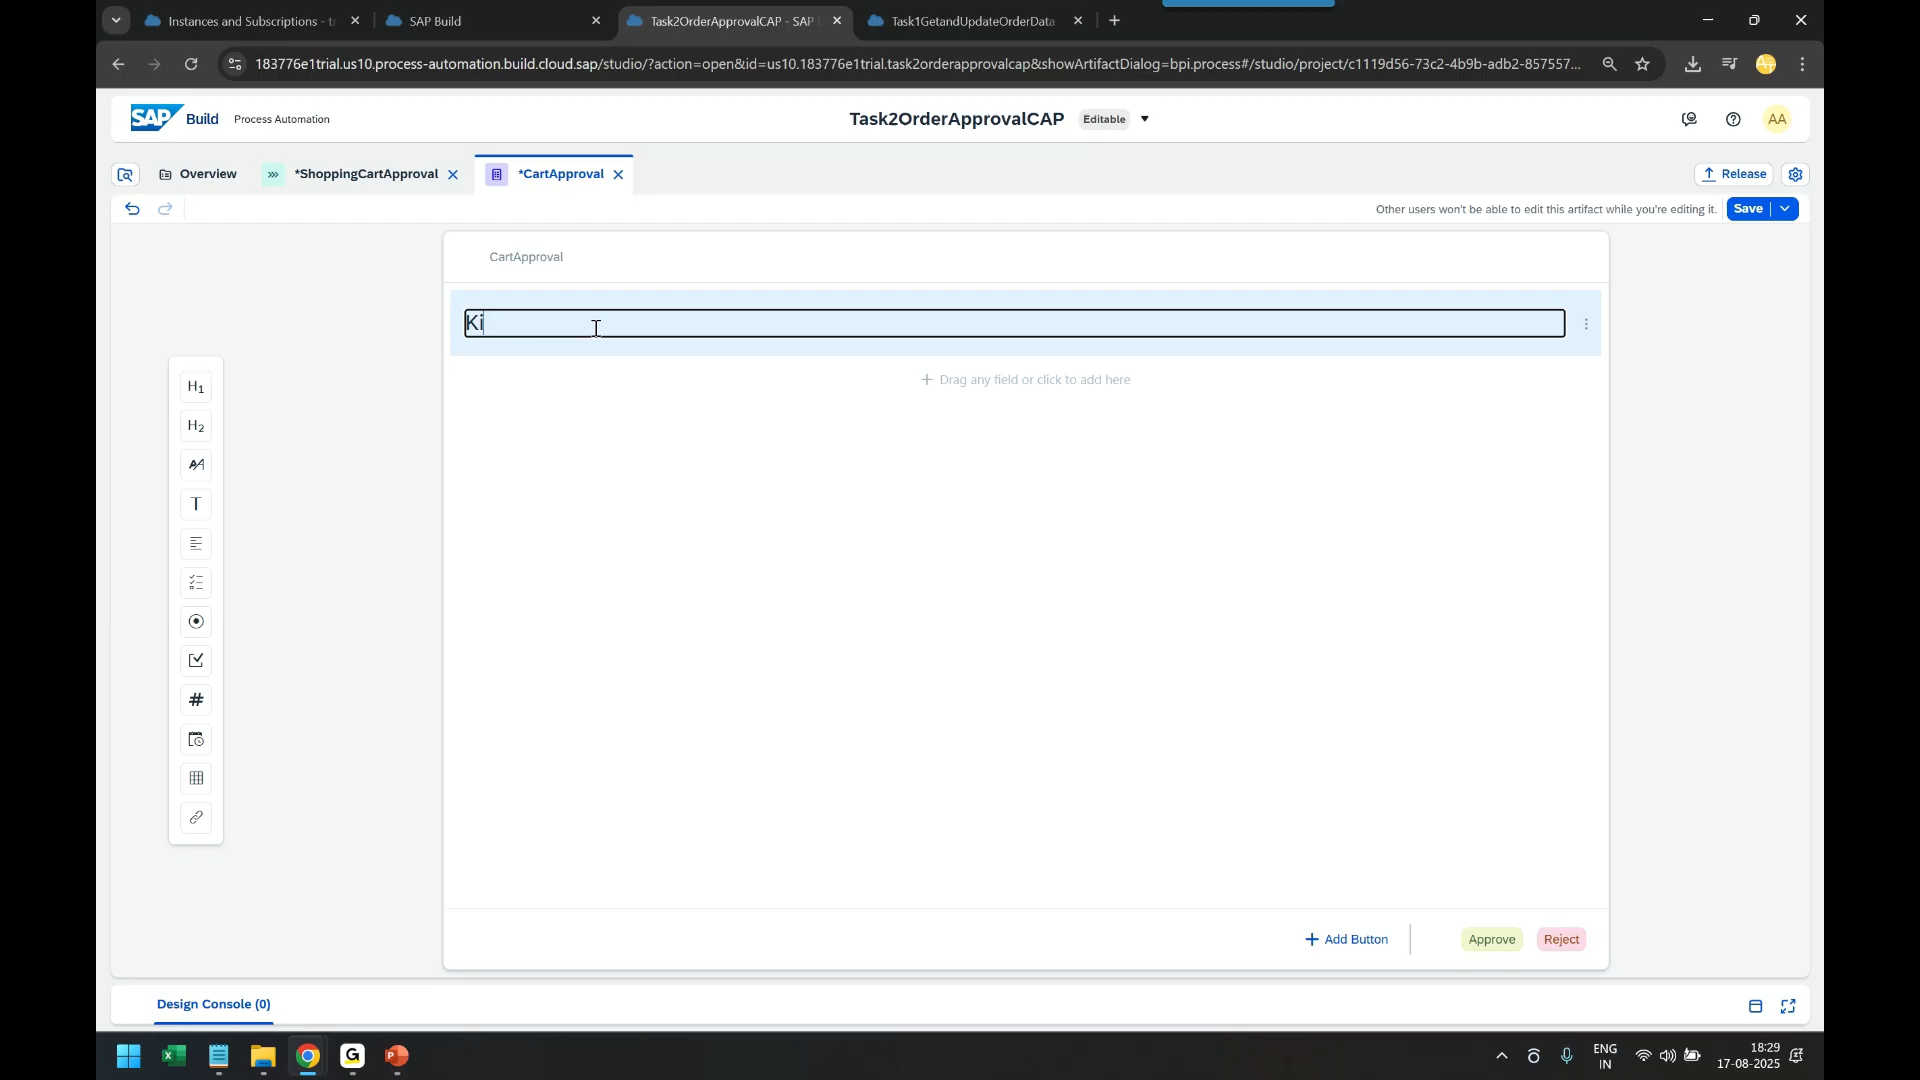 Instances and Subscriptions - t
SAP Build
Task2OrderApprovalCAP - SAP
Task1GetandUpdateOrderData
183776e1trial.us10.process-automation.build.cloud.sap/studio/?action=open&id=us10.183776e1trial.task2orderapprovalcap&showArtifactDialog=bpi.process#/studio/project/c1119d56-73c2-4b9b-adb2-857557...
SAP Build Process Automation
Task2OrderApprovalCAP Editable
AA
Overview
*ShoppingCartApproval
*CartApproval
Release
Other users won't be able to edit this artifact while you're editing it.
Save
CartApproval
Ki
Drag any field or click to add here
H1
H2
AA
T
#
Add Button
Approve
Reject
Design Console (0)
ENG
IN
18:29
17-08-2025